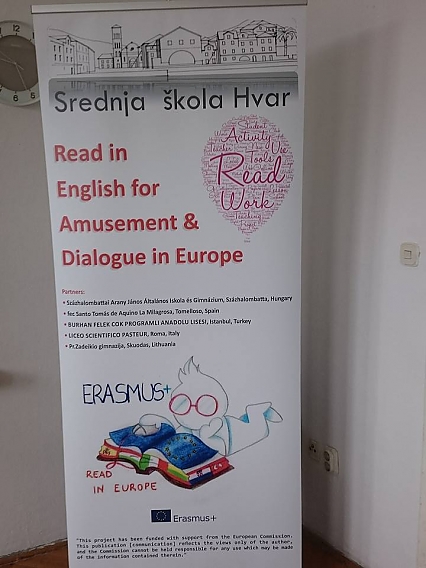 Srednja škola Hvar
Read in
English for
Amusement &
Dialogue in Europe
Student
Activity
Use
Tools
Read
Work
Teaching
Partners:
• Százhalombattai Arany János Általános Iskola és Gimnázium, Százhalombatta, Hungary
• fec Santo Tomás de Aquino La Milagrosa, Tomelloso, Spain
• BURHAN FELEK ÇOK PROGRAMLI ANADOLU LISESI, Istanbul, Turkey
• LICEO SCIENTIFICO PASTEUR, Roma, Italy
• Pr.Žadeikio gimnazija, Skuodas, Lithuania
ERASMUS+
READ
IN EUROPE
Erasmus+
"This project has been funded with support from the European Commission.
This publication [communication] reflects the views only of the author,
and the Commission cannot be held responsible for any use which may be made
of the information contained therein."